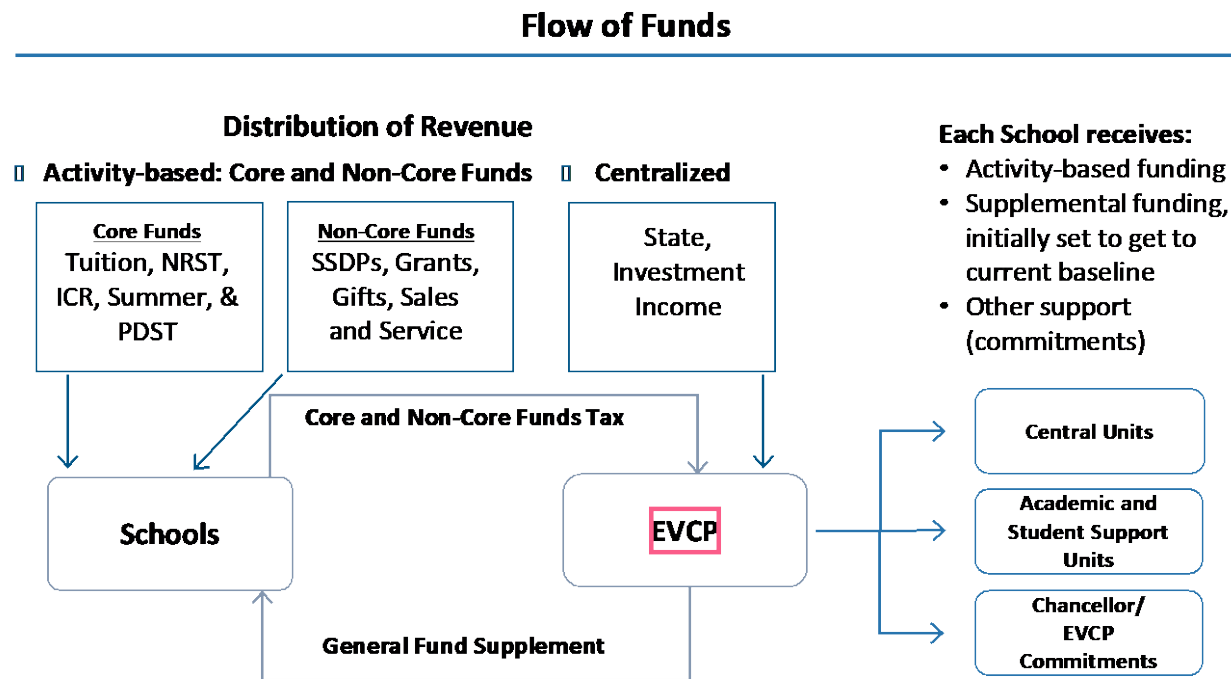 Flow of Funds
Distribution of Revenue
Activity-based: Core and Non-Core Funds
Centralized
Core Funds
Tuition, NRST,
ICR, Summer, &
PDST
Non-Core Funds
SSDPs, Grants,
Gifts, Sales
and Service
State,
Investment
Income
Each School receives:
• Activity-based funding
• Supplemental funding,
initially set to get to
current baseline
• Other support
(commitments)
Core and Non-Core Funds Tax
Schools
EVCP
General Fund Supplement
Central Units
Academic and
Student Support
Units
Chancellor/
EVCP
Commitments